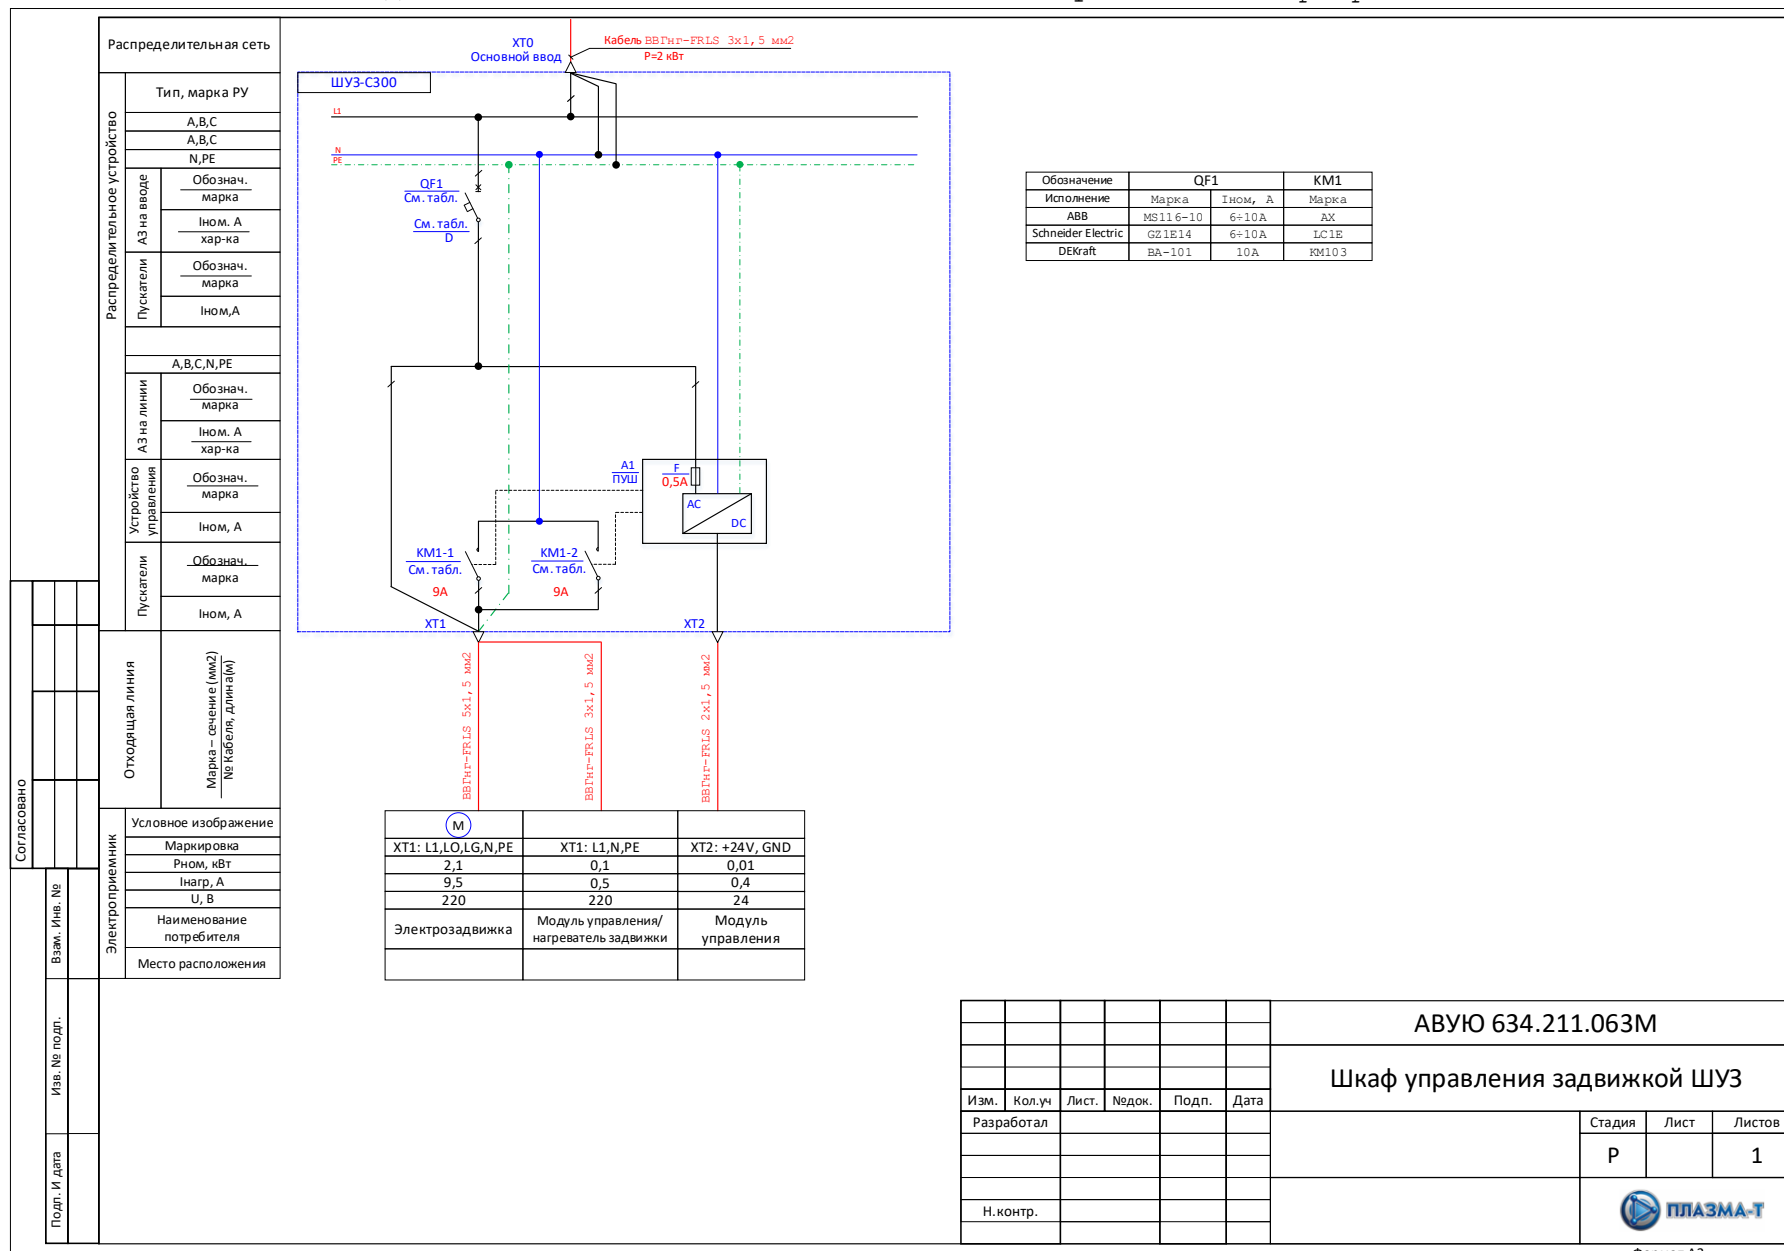 Распределительная сеть
Тип, марка РУ
А,В,С
А,В,С
N,PE
Распределительное устройство
АЗ на вводе
Обознач.
марка
Iном. А
хар-ка
Пускатели
Обознач.
марка
Iном,А
А,В,С,N,PE
АЗ на линии
Обознач.
марка
Iном. А
хар-ка
Устройство
управления
Обознач.
марка
Iном, А
Пускатели
Обознач.
марка
Iном, А
Отходящая линия
Марка – сечение (мм2)
№ Кабеля, длина(м)
Электроприемник
Условное изображение
Маркировка
Рном, кВт
Iнагр, А
U, В
Наименование
потребителя
Место расположения
Согласовано
Взам. Инв. №
Изв. № подп.
Подп. И дата
ХТ0
Основной ввод
Кабель ВВГнг-FRLS 3х1,5 мм2
Р=2 кВт
ШУЗ-С300
L1
N
PE
QF1
См. табл.
См. табл.
D
A1
ПУШ
F
0,5А
AC
DC
KM1-1
См. табл.
9А
KM1-2
См. табл.
9А
XT1
XT2
ВВГнг-FRLS 5х1,5 мм2
ВВГнг-FRLS 3х1,5 мм2
ВВГнг-FRLS 2х1,5 мм2
М
XT1: L1,LO,LG,N,PE XT1: L1,N,PE XT2: +24V, GND
2,1 0,1 0,01
9,5 0,5 0,4
220 220 24
Электрозадвижка
Модуль управления/
нагреватель задвижки
Модуль
управления
Обозначение QF1 КМ1
Исполнение Марка Iном, А Марка
ABB MS116-10 6÷10А AX
Schneider Electric GZ1E14 6÷10А LC1E
DEKraft ВА-101 10А КМ103
АВУЮ 634.211.063М
Шкаф управления задвижкой ШУЗ
Изм. Кол.уч Лист. №док. Подп. Дата
Разработал
Н.контр.
Стадия Лист Листов
Р 1
ПЛАЗМА-Т